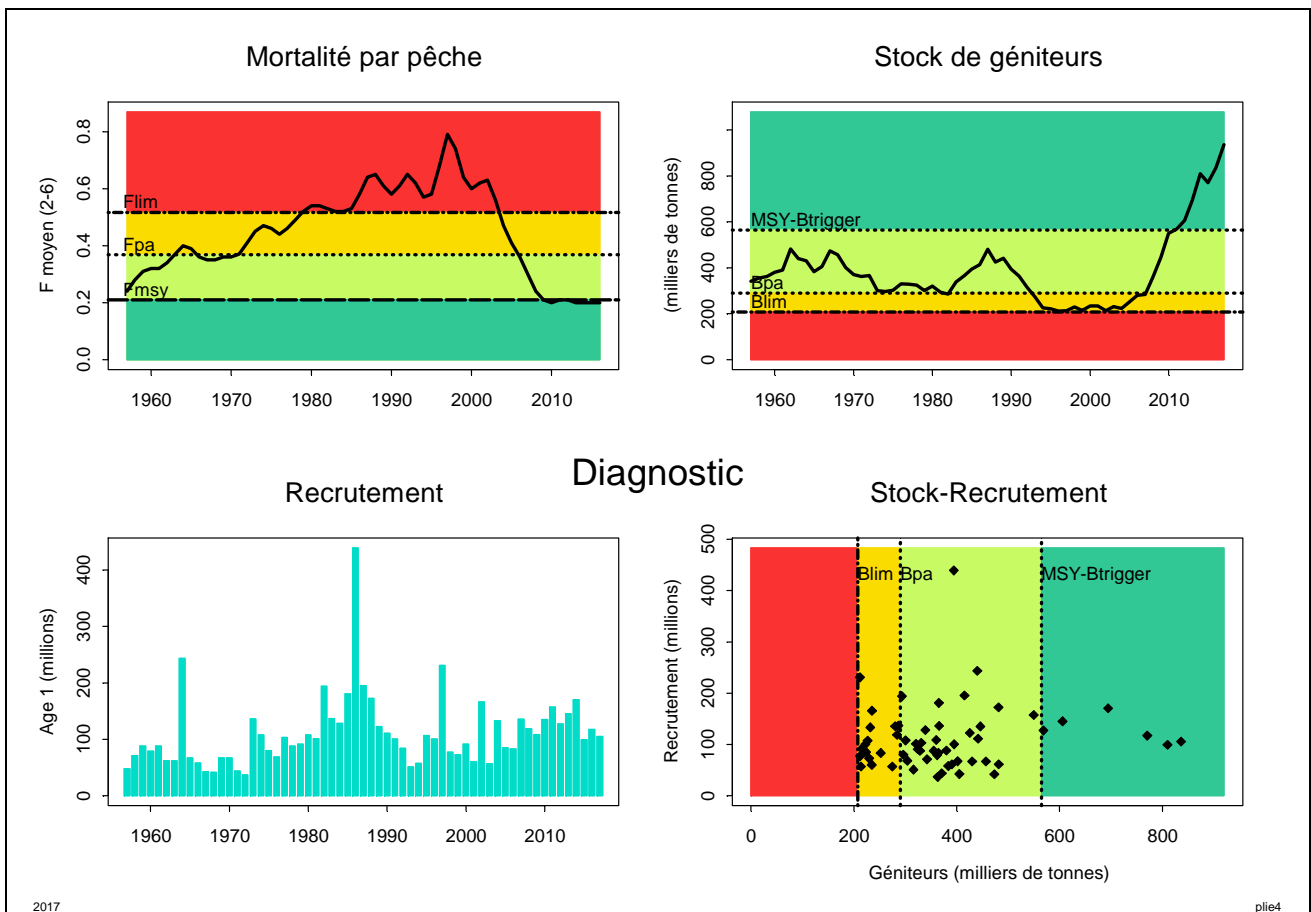 Mortalité par pêche
F moyen (2-6)
0.0 0.2 0.4 0.6 0.8
Flim
Fpa
Fmsy
1960 1970 1980 1990 2000 2010
Stock de géniteurs
(milliers de tonnes)
0 200 400 600 800
MSY-Btrigger
Bpa
Blim
1960 1970 1980 1990 2000 2010
Diagnostic
Recrutement
Age 1 (millions)
0 100 200 300 400
1960 1970 1980 1990 2000 2010
Stock-Recrutement
Recrutement (millions)
0 100 200 300 400 500
Blim Bpa MSY-Btrigger
0 200 400 600 800
Géniteurs (milliers de tonnes)
2017
plie4